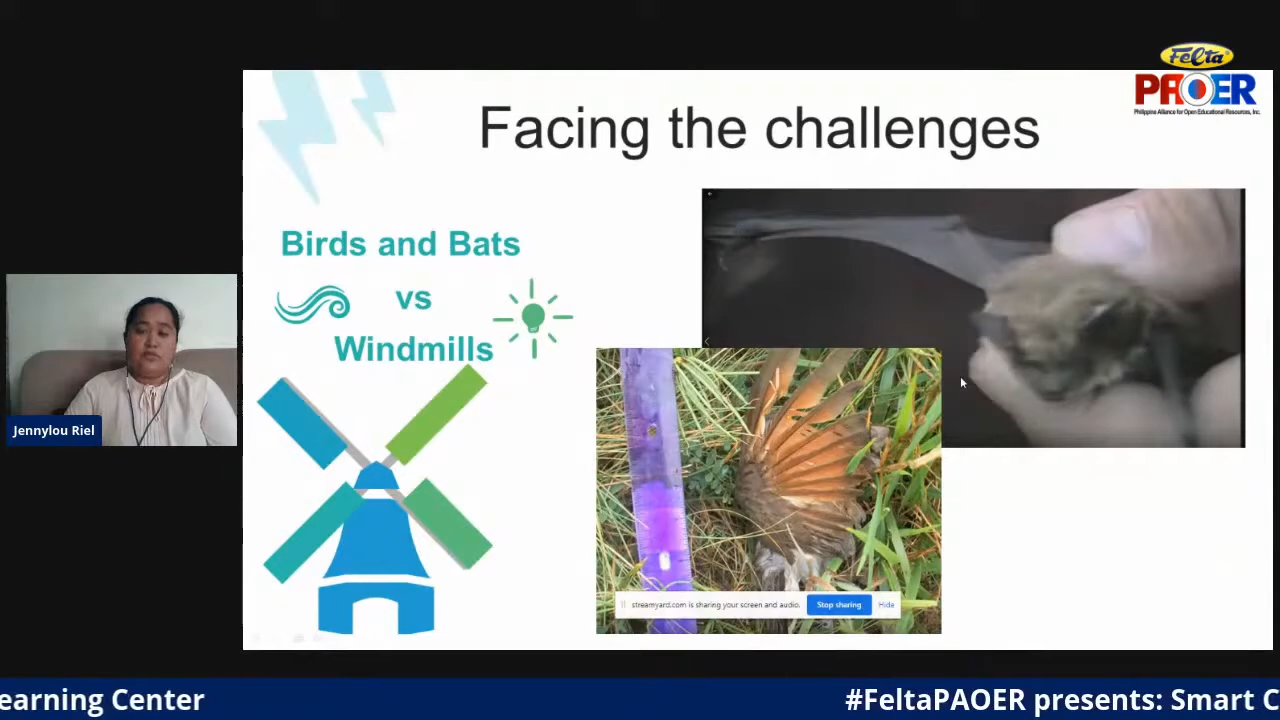 Felta
PAOER
Philippine Alliance for Open Educational Resources, Inc.
Facing the challenges
Birds and Bats
vs
Windmills
Jennylou Riel
streamyard.com is sharing your screen and audio.
Stop sharing
Hide
earning Center
#FeltaPAOER presents: Smart C